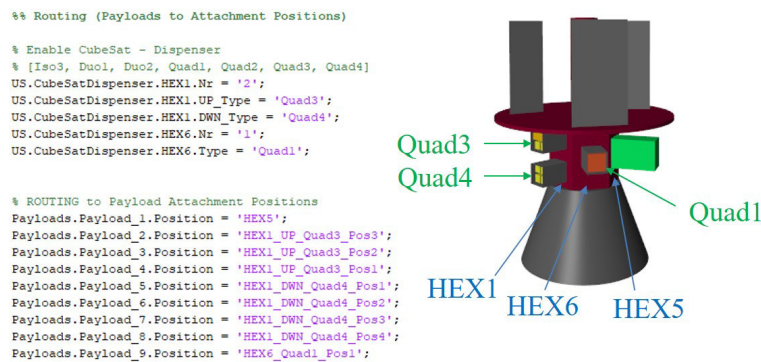 %% Routing (Payloads to Attachment Positions)
% Enable CubeSat - Dispenser
% [Iso3, Duo1, Duo2, Quad1, Quad2, Quad3, Quad4]
US.CubeSatDispenser.HEX1.Nr = '2';
US.CubeSatDispenser.HEX1.UP_Type = 'Quad3';
US.CubeSatDispenser.HEX1.DWN_Type = 'Quad4';
US.CubeSatDispenser.HEX6.Nr = '1';
US.CubeSatDispenser.HEX6.Type = 'Quad1';
% ROUTING to Payload Attachment Positions
Payloads.Payload_1.Position = 'HEX5';
Payloads.Payload_2.Position = 'HEX1_UP_Quad3_Pos3';
Payloads.Payload_3.Position = 'HEX1_UP_Quad3_Pos2';
Payloads.Payload_4.Position = 'HEX1_UP_Quad3_Pos1';
Payloads.Payload_5.Position = 'HEX1_DWN_Quad4_Pos1';
Payloads.Payload_6.Position = 'HEX1_DWN_Quad4_Pos2';
Payloads.Payload_7.Position = 'HEX1_DWN_Quad4_Pos3';
Payloads.Payload_8.Position = 'HEX1_DWN_Quad4_Pos4';
Payloads.Payload_9.Position = 'HEX6_Quad1_Pos1';
Quad3
Quad4
Quad1
HEX1
HEX6
HEX5